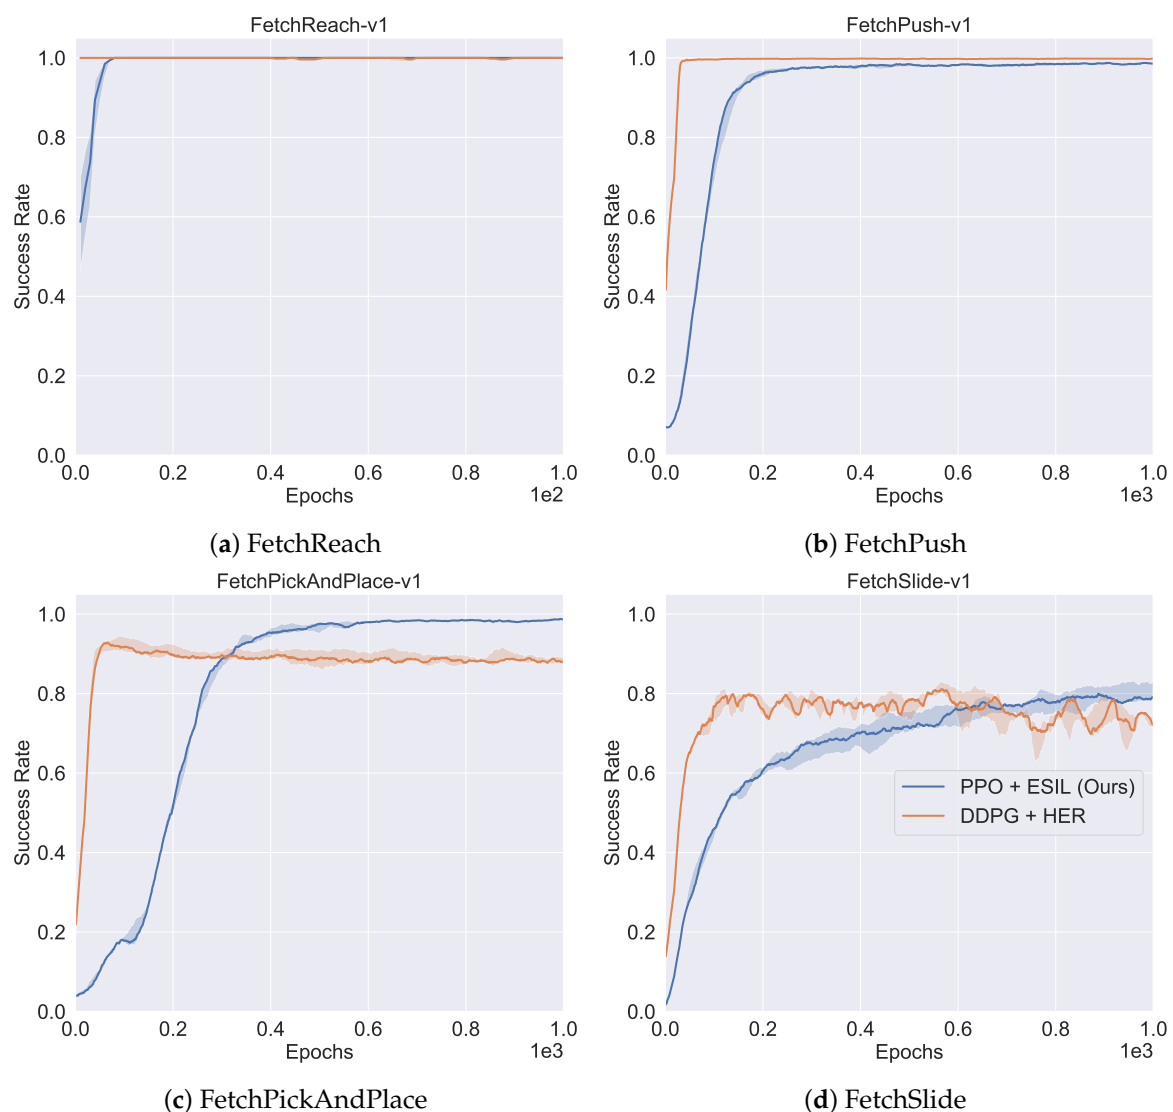 FetchReach-v1
1.0
0.8
0.6
0.4
0.2
0.0
Success Rate
0.0 0.2 0.4 0.6 0.8 1.0
Epochs
1e2
(a) FetchReach
FetchPush-v1
1.0
0.8
0.6
0.4
0.2
0.0
Success Rate
0.0 0.2 0.4 0.6 0.8 1.0
Epochs
1e3
(b) FetchPush
FetchPickAndPlace-v1
1.0
0.8
0.6
0.4
0.2
0.0
Success Rate
0.0 0.2 0.4 0.6 0.8 1.0
Epochs
1e3
(c) FetchPickAndPlace
FetchSlide-v1
1.0
0.8
0.6
0.4
0.2
0.0
Success Rate
PPO + ESIL (Ours)
DDPG + HER
0.0 0.2 0.4 0.6 0.8 1.0
Epochs
1e3
(d) FetchSlide